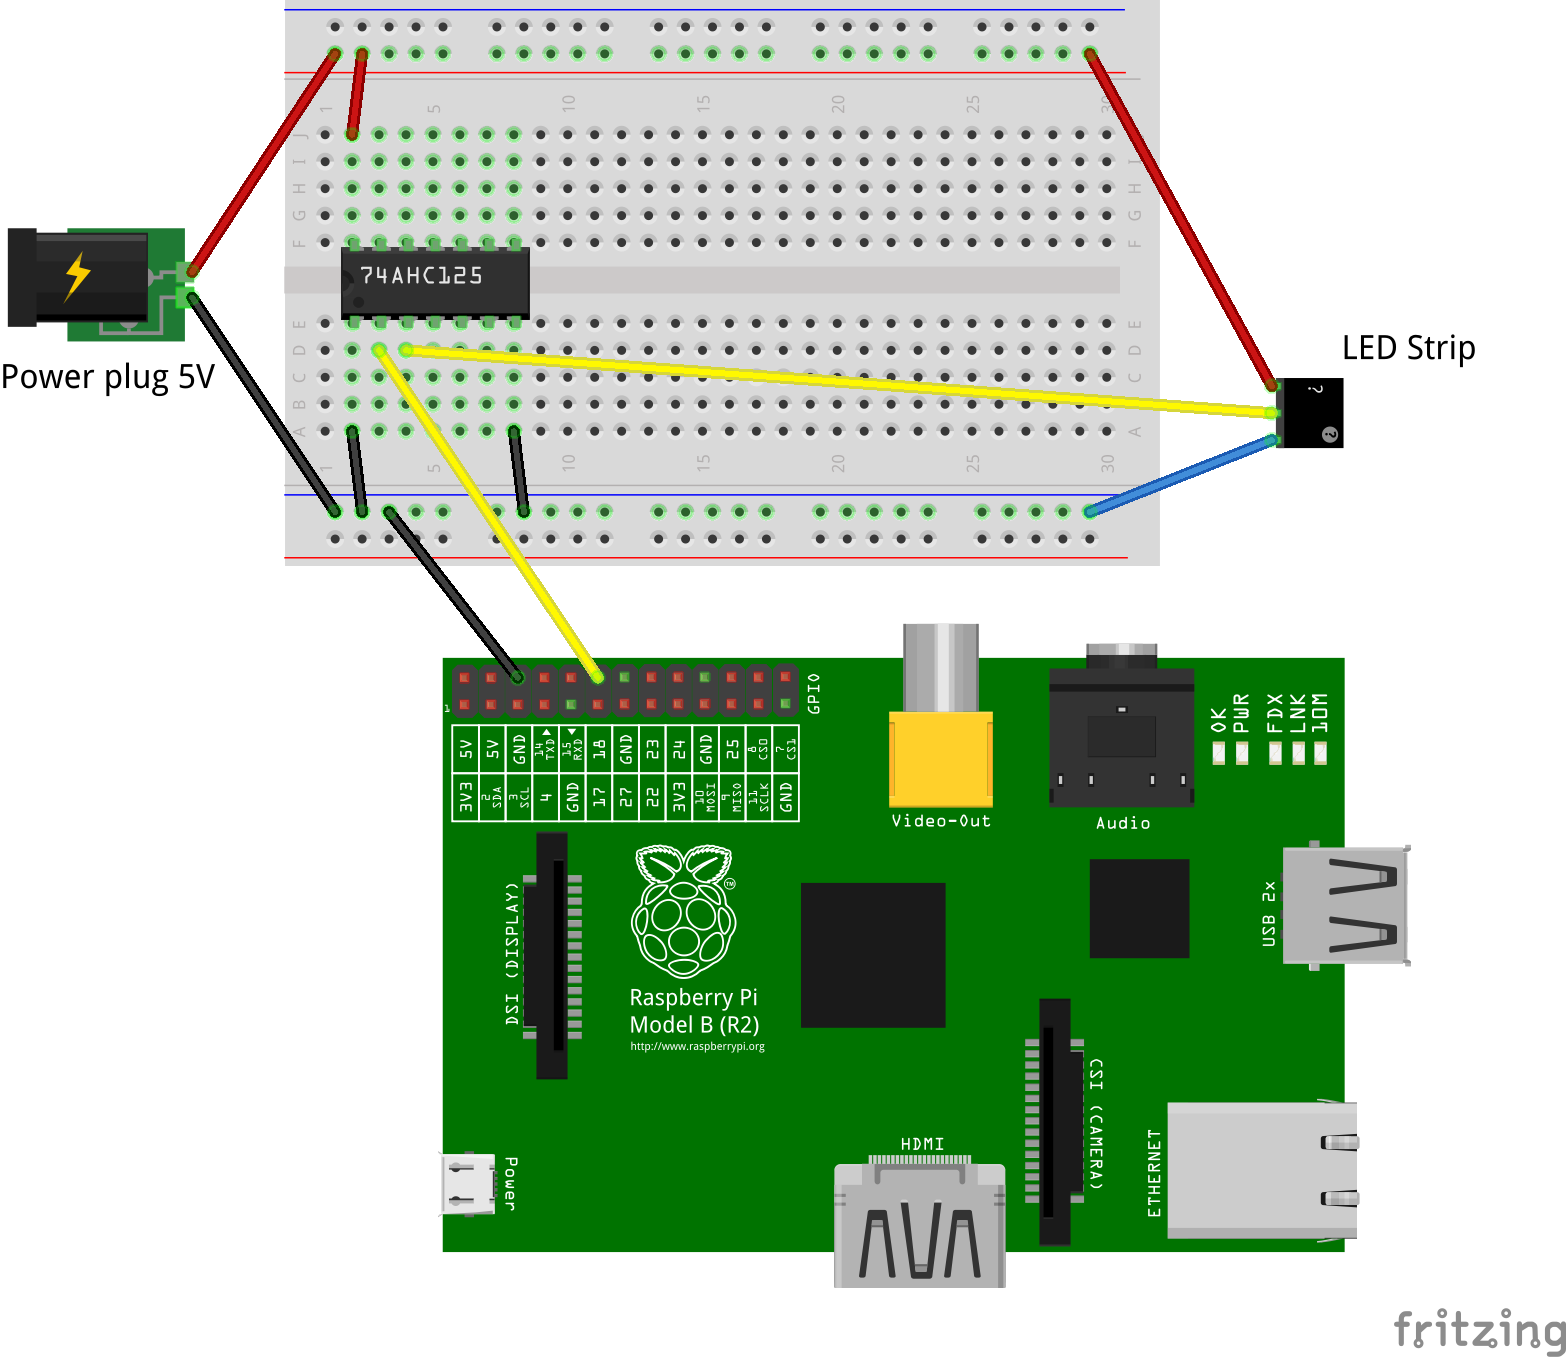 1 5 10 15 20 25 30
J J
I I
H H
G G
F F
74AHC125
Power plug 5V
LED Strip
?
?
E E
D D
C C
B B
A A
1 5 10 15 20 25 30
1
GPIO
5V 5V GND 14 TXD 15 RXD 18 GND 23 24 GND 25 8 CS0 7 CS1
3V3 2 SDA 3 SCL 4 GND 17 27 22 3V3 10 MOSI 9 MISO 11 SCLK GND
Video-Out
Audio
OK
PWR
FDX
LNK
10M
DSI (DISPLAY)
TM
Raspberry Pi
Model B (R2)
http://www.raspberrypi.org
USB 2x
CSI (CAMERA)
Power
HDMI
ETHERNET
fritzing